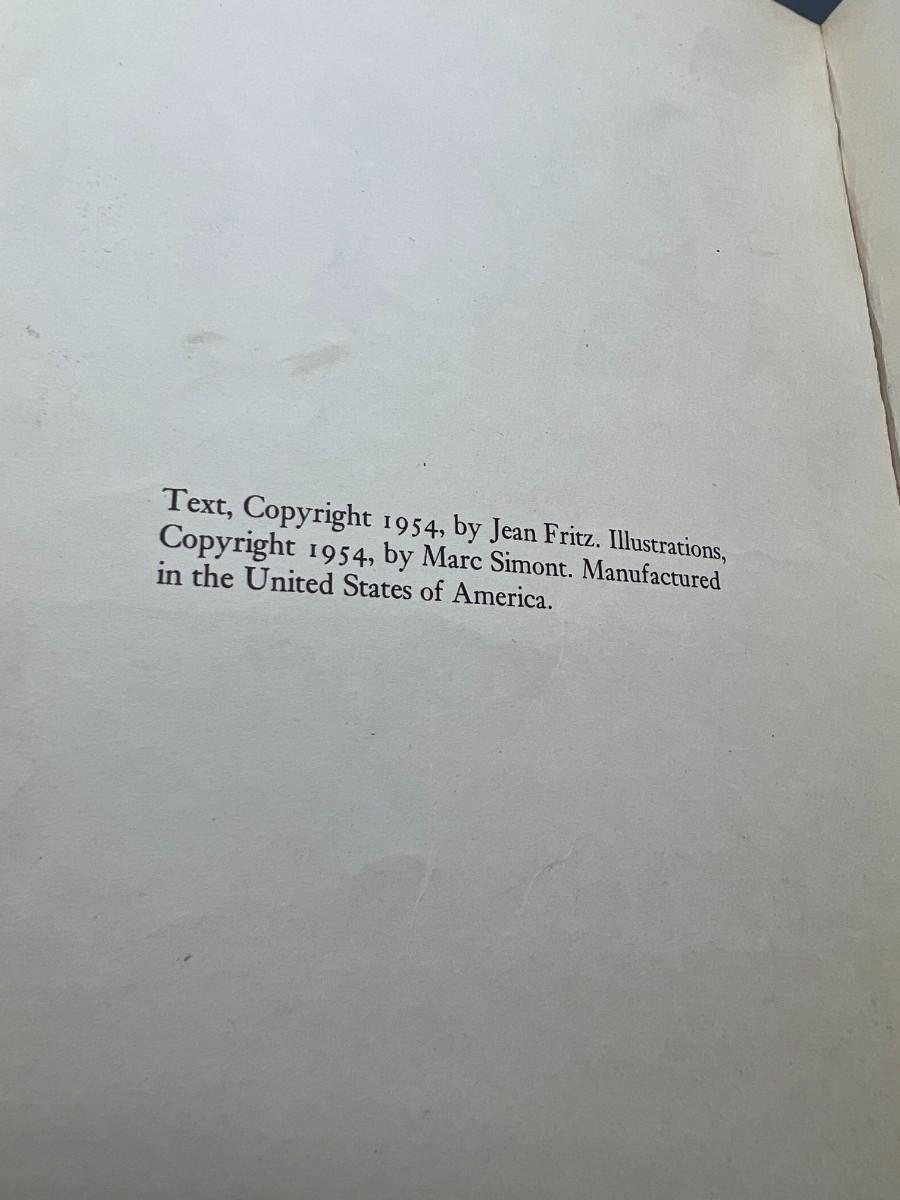 Text, Copyright 1954, by Jean Fritz. Illustrations,
Copyright 1954, by Marc Simont. Manufactured
in the United States of America.